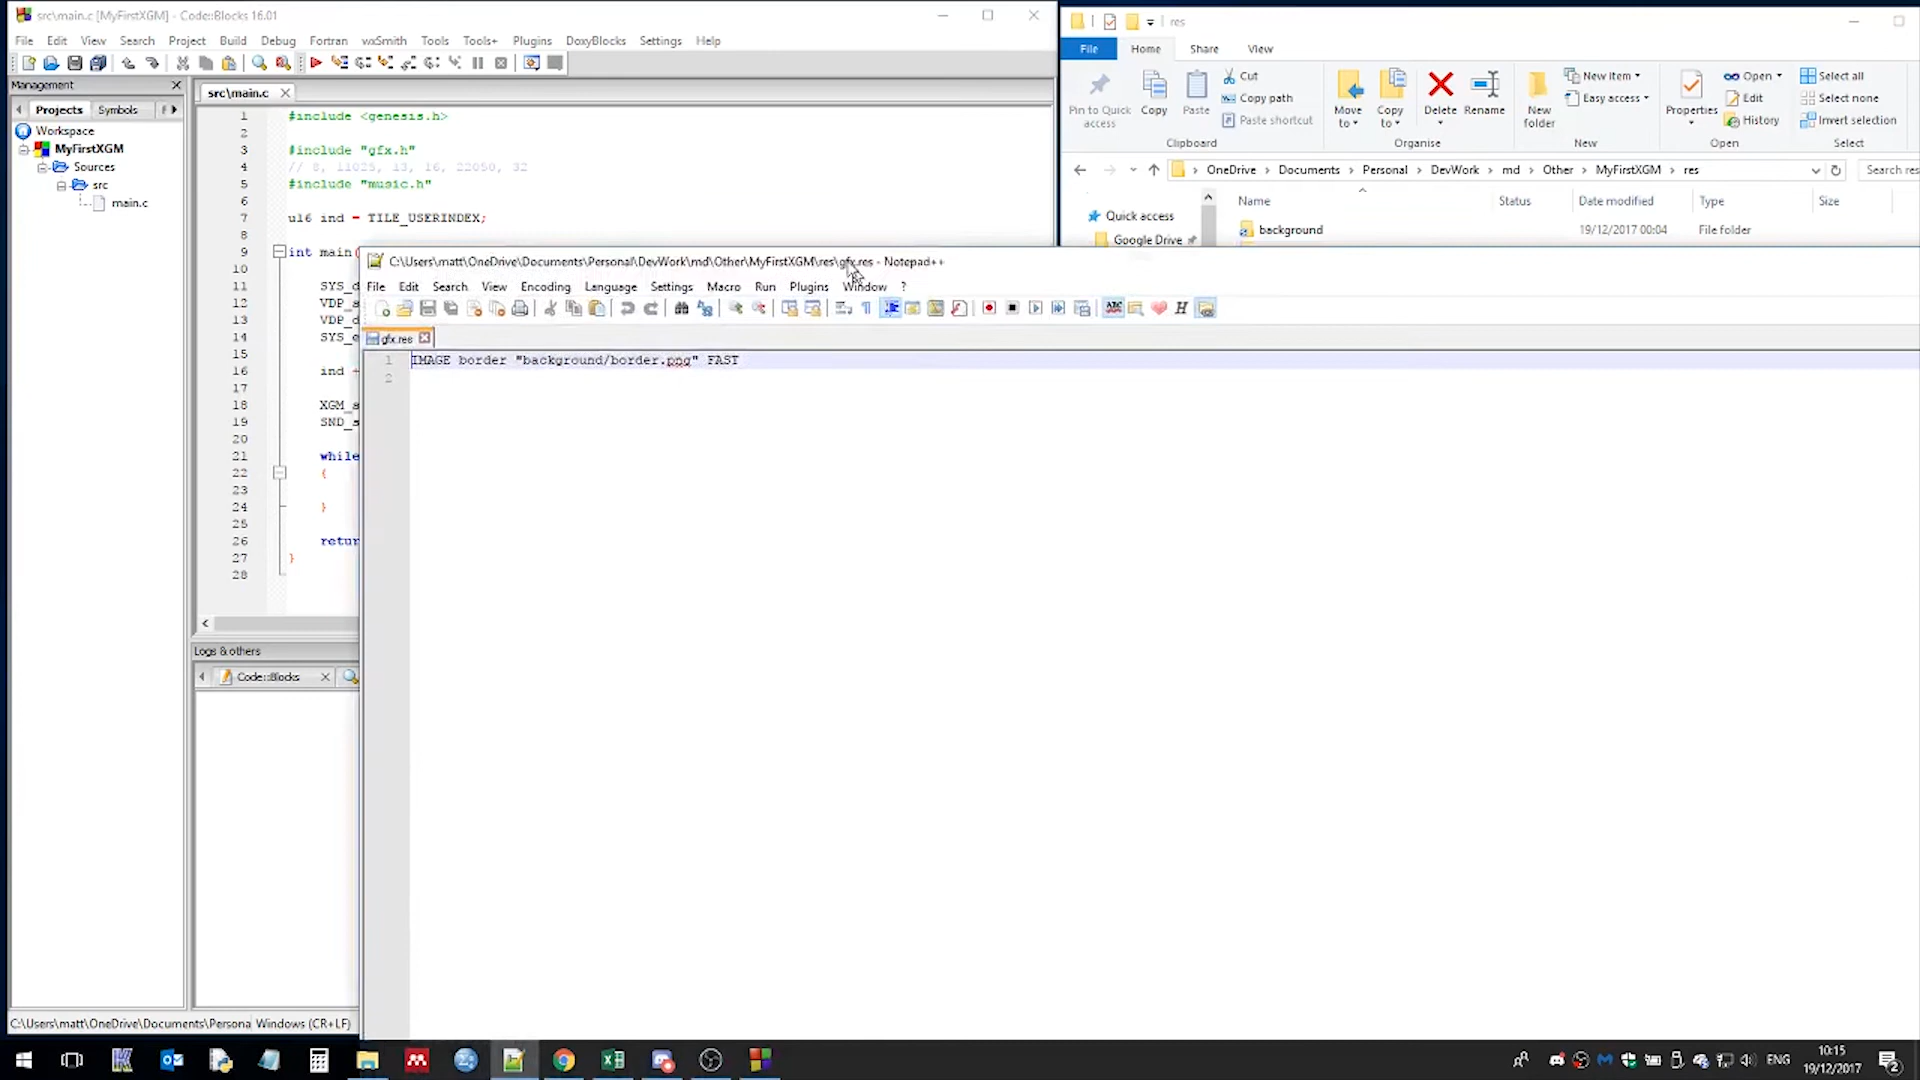 src\main.c [MyFirstXGM] - Code::Blocks 16.01
File Edit View Search Project Build Debug Fortran wxSmith Tools Tools+ Plugins DoxyBlocks Settings Help
Management
Projects Symbols
Workspace
MyFirstXGM
Sources
src
main.c
src\main.c
1 #include <genesis.h>
2
3 #include "gfx.h"
4 // 8, 11025, 13, 16, 22050, 32
5 #include "music.h"
6
7 u16 ind = TILE_USERINDEX;
8
9 int main(
10
11 SYS_d
12 VDP_s
13 VDP_d
14 SYS_e
15
16 ind +
17
18 XGM_s
19 SND_s
20
21 while
22 {
23
24 }
25
26 retur
27 }
28
Logs & others
Code::Blocks
C:\Users\matt\OneDrive\Documents\Persona Windows (CR+LF)
res
File Home Share View
Pin to Quick access
Copy
Paste
Cut
Copy path
Paste shortcut
Clipboard
Move to
Copy to
Delete
Rename
Organise
New folder
New item
Easy access
New
Properties
Open
Edit
History
Open
Select all
Select none
Invert selection
Select
OneDrive Documents Personal DevWork md Other MyFirstXGM res
Search res
Name Status Date modified Type Size
Quick access
Google Drive
background 19/12/2017 00:04 File folder
C:\Users\matt\OneDrive\Documents\Personal\DevWork\md\Other\MyFirstXGM\res\gfx.res - Notepad++
File Edit Search View Encoding Language Settings Macro Run Plugins Window ?
gfx.res
1 IMAGE border "background/border.png" FAST
2
ENG
10:15
19/12/2017
2